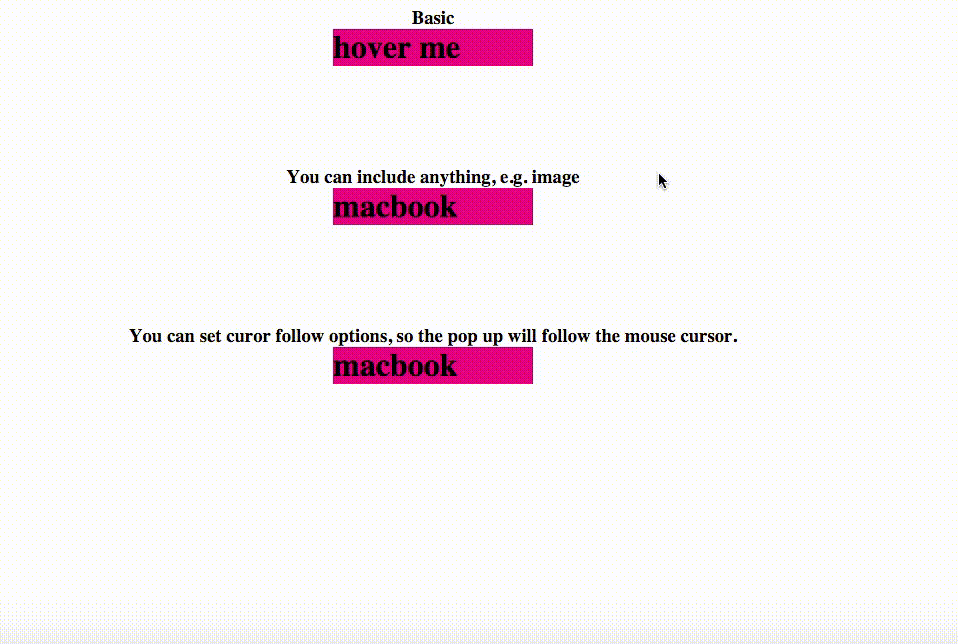 Basic
hover me
You can include anything, e.g. image
macbook
You can set curor follow options, so the pop up will follow the mouse cursor.
macbook